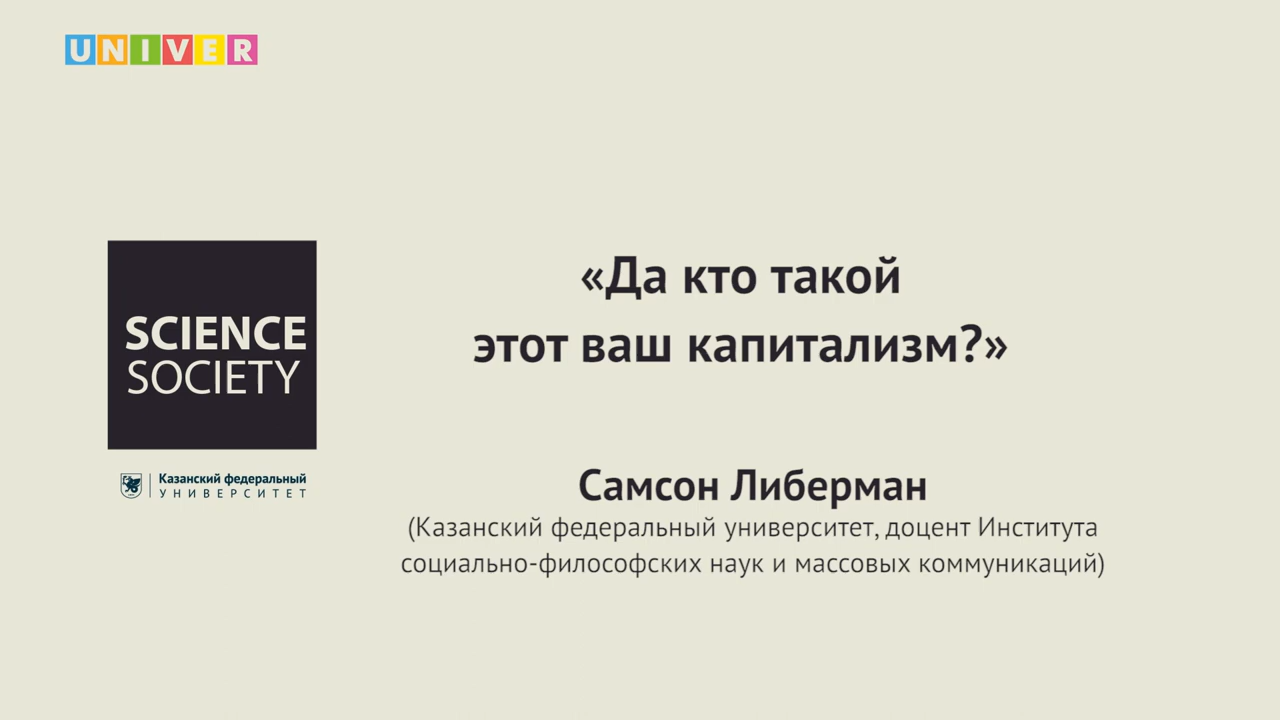 UNIVER
SCIENCE
SOCIETY
Казанский федеральный
УНИВЕРСИТЕТ
«Да кто такой
этот ваш капитализм?»
Самсон Либерман
(Казанский федеральный университет, доцент Института
социально-философских наук и массовых коммуникаций)